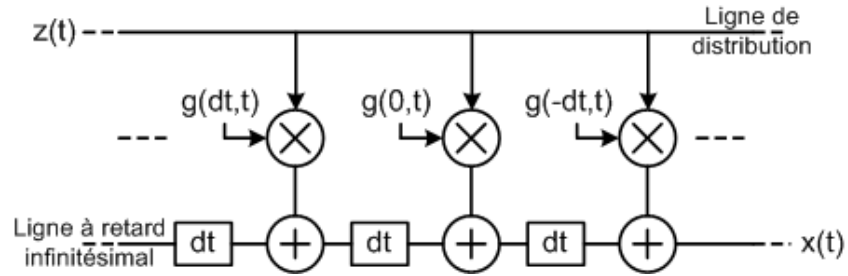 z(t)
Ligne de
distribution
g(dt,t)
g(0,t)
g(-dt,t)
Ligne à retard
infinitésimal
dt
dt
dt
x(t)